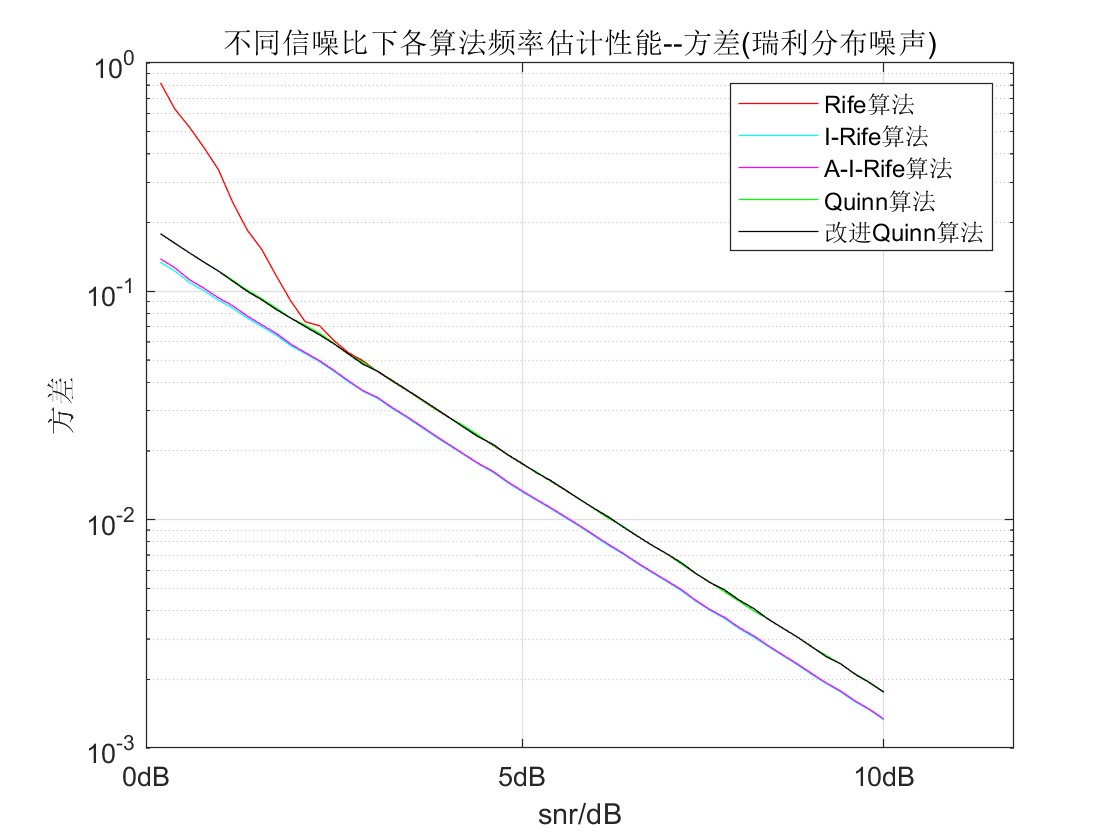 不同信噪比下各算法频率估计性能--方差(瑞利分布噪声)
10^0
Rife算法
I-Rife算法
A-I-Rife算法
Quinn算法
改进Quinn算法
10^-1
方差
10^-2
10^-3
0dB 5dB 10dB
snr/dB